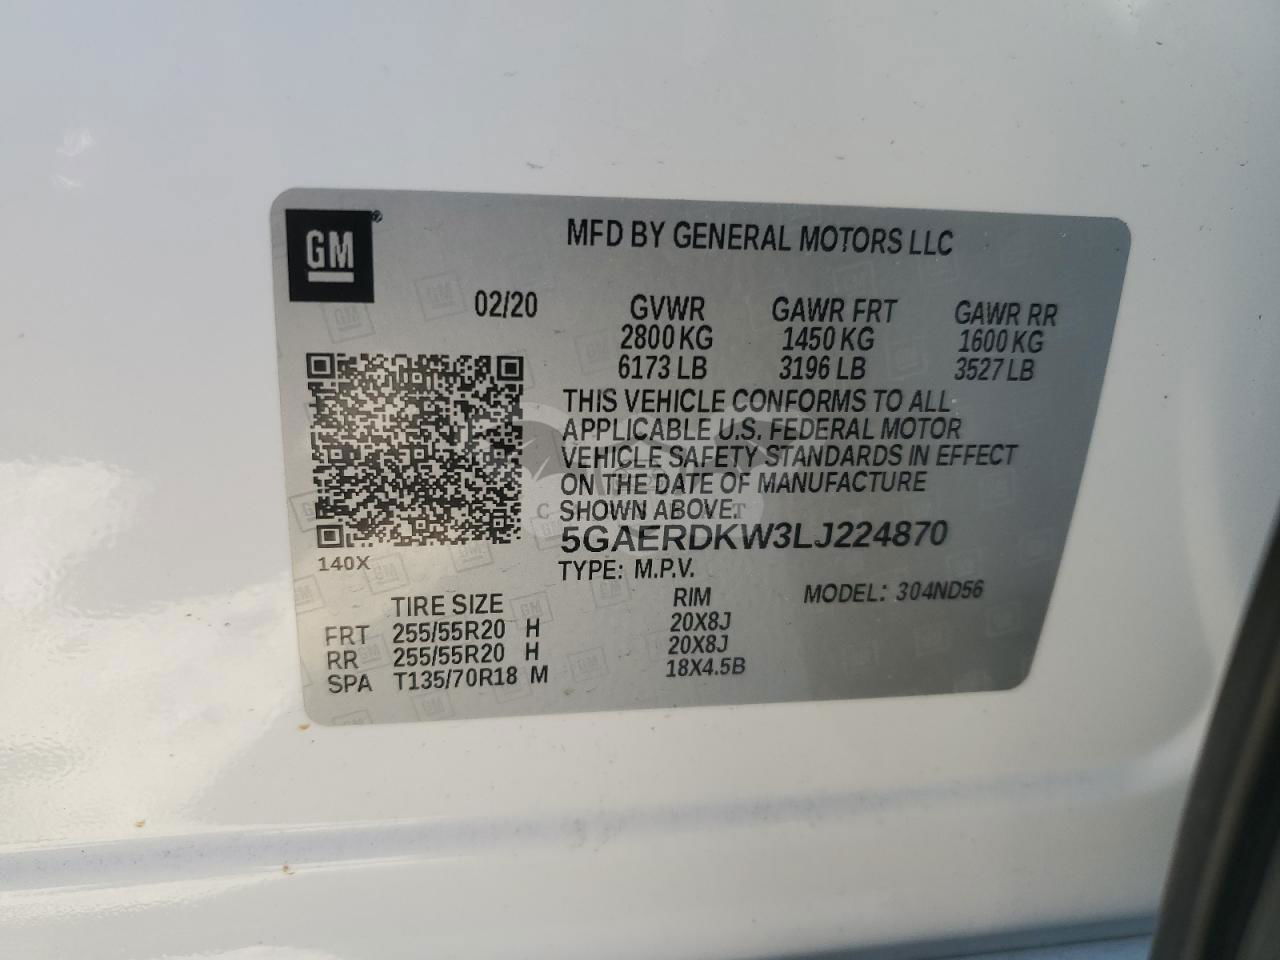 GM®
MFD BY GENERAL MOTORS LLC
02/20 GVWR GAWR FRT GAWR RR
2800 KG 1450 KG 1600 KG
6173 LB 3196 LB 3527 LB
THIS VEHICLE CONFORMS TO ALL
APPLICABLE U.S. FEDERAL MOTOR
VEHICLE SAFETY STANDARDS IN EFFECT
ON THE DATE OF MANUFACTURE
SHOWN ABOVE.
5GAERDKW3LJ224870
140X
TYPE: M.P.V. MODEL: 304ND56
TIRE SIZE RIM
FRT 255/55R20 H 20X8J
RR 255/55R20 H 20X8J
SPA T135/70R18 M 18X4.5B